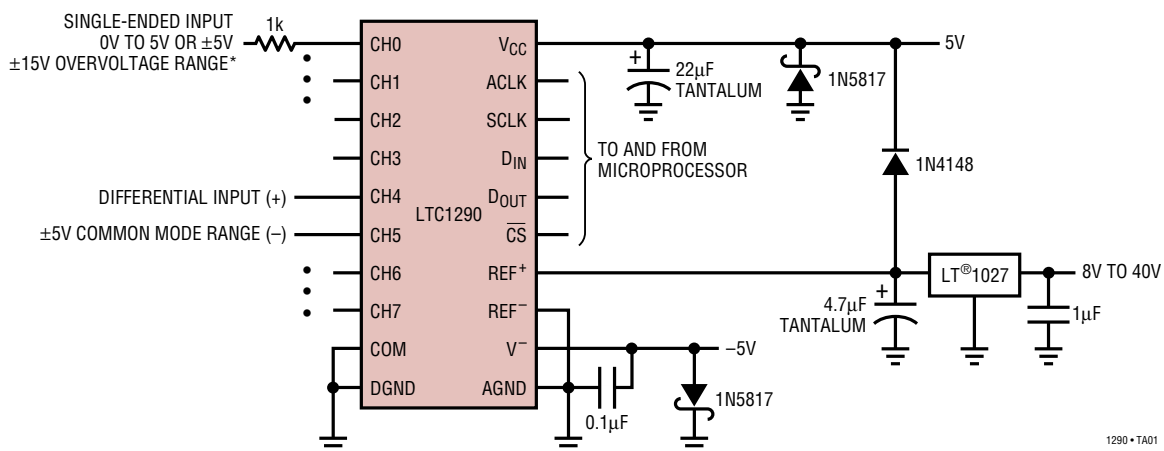 SINGLE-ENDED INPUT
0V TO 5V OR ±5V
±15V OVERVOLTAGE RANGE*
1k
CH0
CH1
CH2
CH3
CH4
CH5
CH6
CH7
COM
DGND
DIFFERENTIAL INPUT (+)
±5V COMMON MODE RANGE (–)
LTC1290
VCC
ACLK
SCLK
DIN
DOUT
C̅S̅
REF+
REF–
V–
AGND
22µF
TANTALUM
1N5817
5V
TO AND FROM
MICROPROCESSOR
1N4148
LT®1027
8V TO 40V
4.7µF
TANTALUM
1µF
–5V
0.1µF
1N5817
1290 • TA01